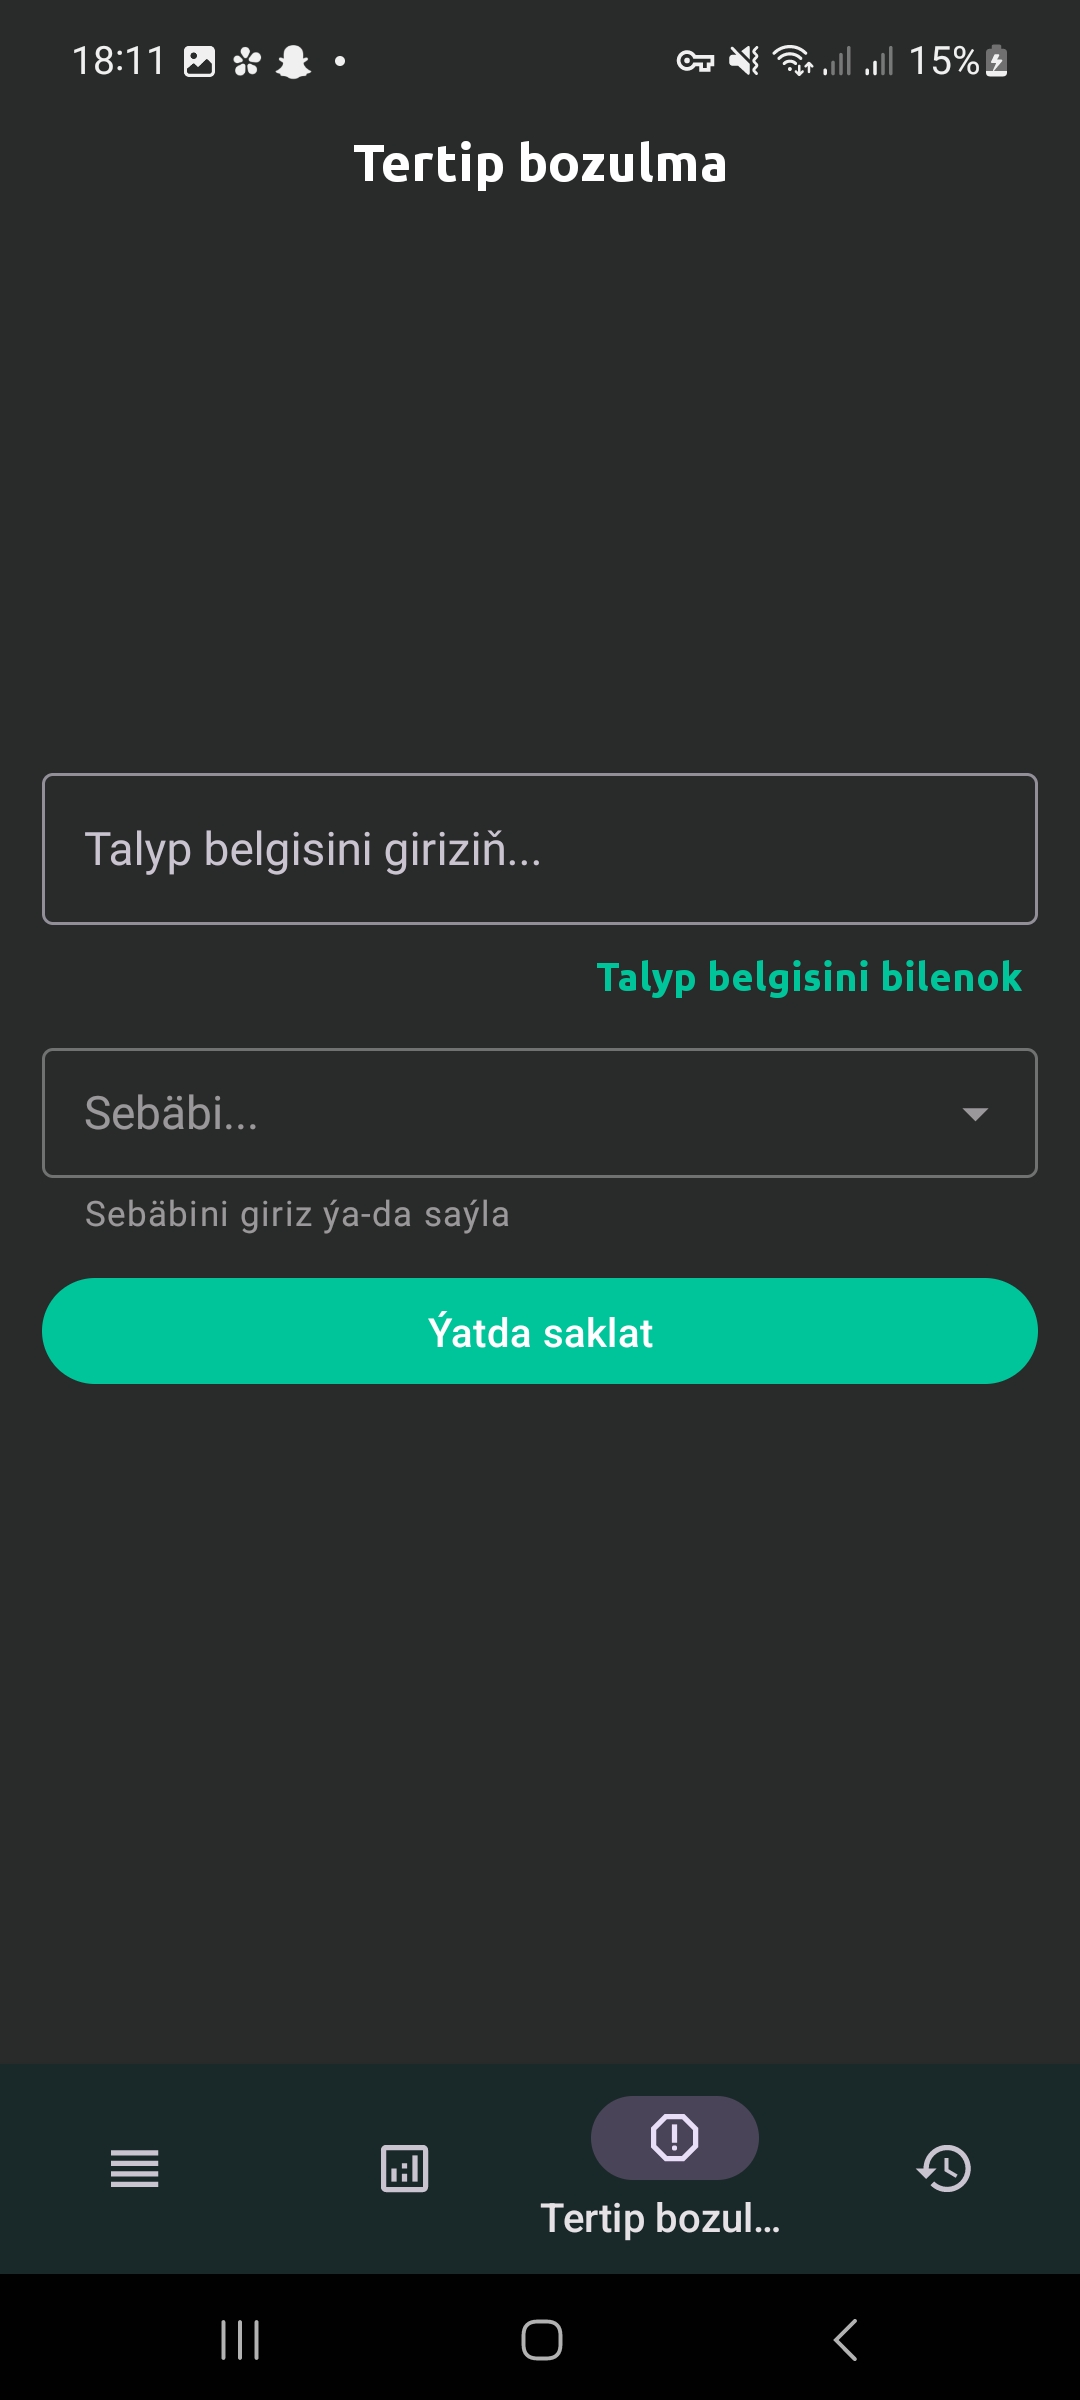 18:11
15%
Tertip bozulma
Talyp belgisini giriziň...
Talyp belgisini bilenok
Sebäbi...
Sebäbini giriz ýa-da saýla
Ýatda saklat
Tertip bozul...